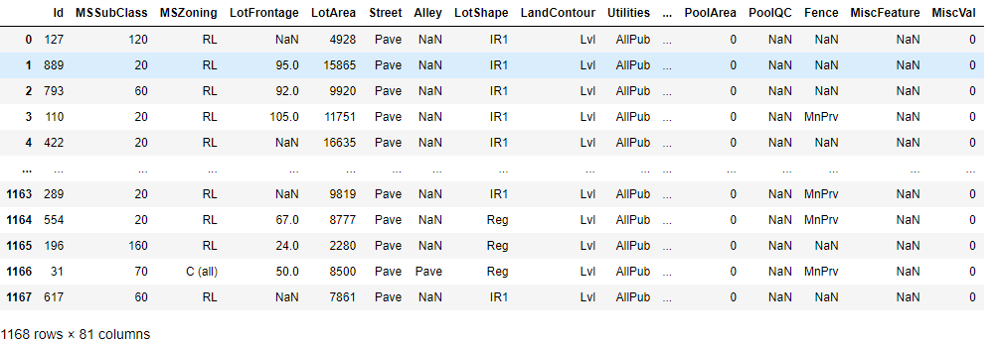 Id MSSubClass MSZoning LotFrontage LotArea Street Alley LotShape LandContour Utilities ... PoolArea PoolQC Fence MiscFeature MiscVal
0 127 120 RL NaN 4928 Pave NaN IR1 Lvl AllPub ... 0 NaN NaN NaN 0
1 889 20 RL 95.0 15865 Pave NaN IR1 Lvl AllPub ... 0 NaN NaN NaN 0
2 793 60 RL 92.0 9920 Pave NaN IR1 Lvl AllPub ... 0 NaN NaN NaN 0
3 110 20 RL 105.0 11751 Pave NaN IR1 Lvl AllPub ... 0 NaN MnPrv NaN 0
4 422 20 RL NaN 16635 Pave NaN IR1 Lvl AllPub ... 0 NaN NaN NaN 0
... ... ... ... ... ... ... ... ... ... ... ... ... ... ... ... ...
1163 289 20 RL NaN 9819 Pave NaN IR1 Lvl AllPub ... 0 NaN MnPrv NaN 0
1164 554 20 RL 67.0 8777 Pave NaN Reg Lvl AllPub ... 0 NaN MnPrv NaN 0
1165 196 160 RL 24.0 2280 Pave NaN Reg Lvl AllPub ... 0 NaN NaN NaN 0
1166 31 70 C (all) 50.0 8500 Pave Pave Reg Lvl AllPub ... 0 NaN MnPrv NaN 0
1167 617 60 RL NaN 7861 Pave NaN IR1 Lvl AllPub ... 0 NaN NaN NaN 0
1168 rows × 81 columns